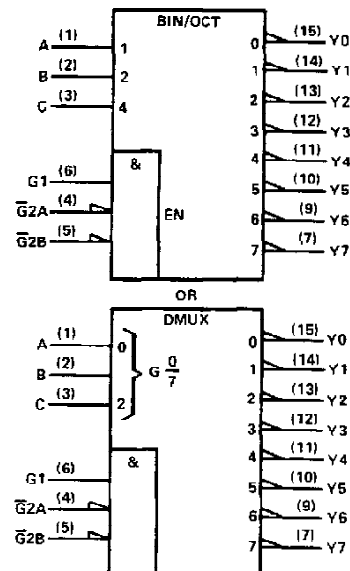 BIN/OCT
A (1) 1 0 (15) Y0
B (2) 2 1 (14) Y1
C (3) 4 2 (13) Y2
3 (12) Y3
& 4 (11) Y4
G1 (6) 5 (10) Y5
G̅2A (4) EN 6 (9) Y6
G̅2B (5) 7 (7) Y7
OR
DMUX
A (1) 0 0 (15) Y0
B (2) G 0/7 1 (14) Y1
C (3) 2 2 (13) Y2
3 (12) Y3
& 4 (11) Y4
G1 (6) 5 (10) Y5
G̅2A (4) 6 (9) Y6
G̅2B (5) 7 (7) Y7